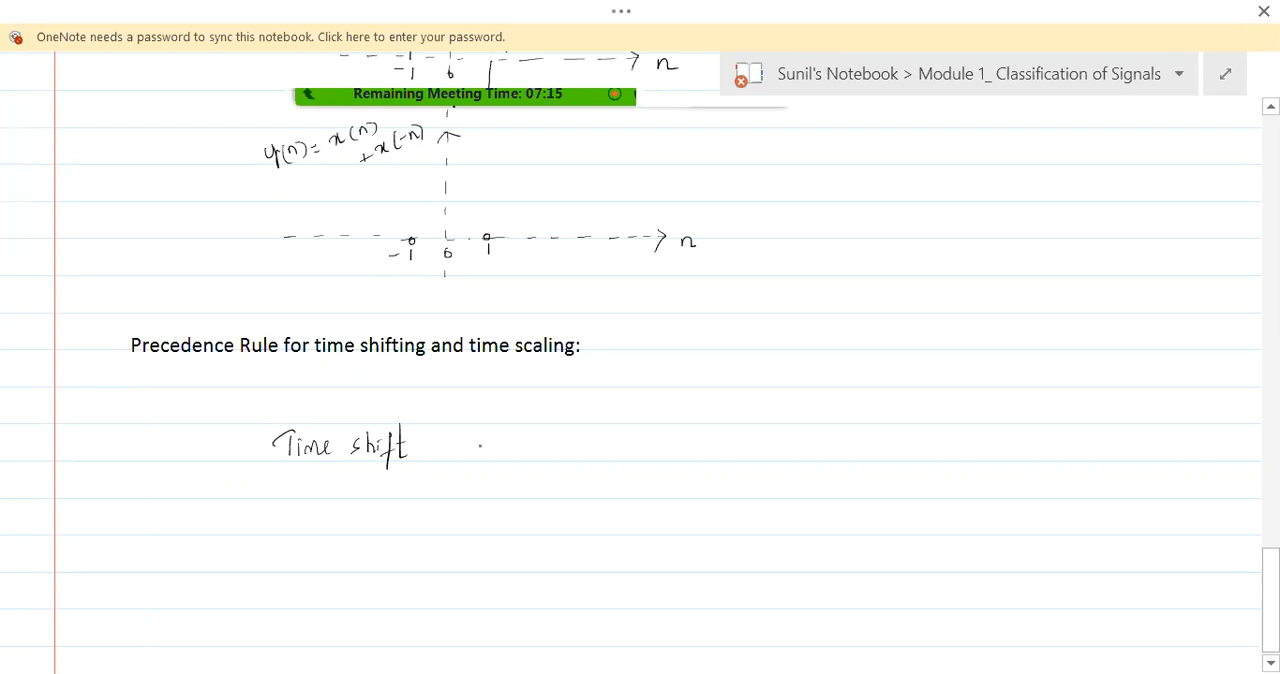 OneNote needs a password to sync this notebook. Click here to enter your password.
Sunil's Notebook > Module 1_ Classification of Signals
-1 0 1 n
Remaining Meeting Time: 07:15
y(n) = x(n)
+ x(-n)
-1 0 1 n
Precedence Rule for time shifting and time scaling:
Time shift